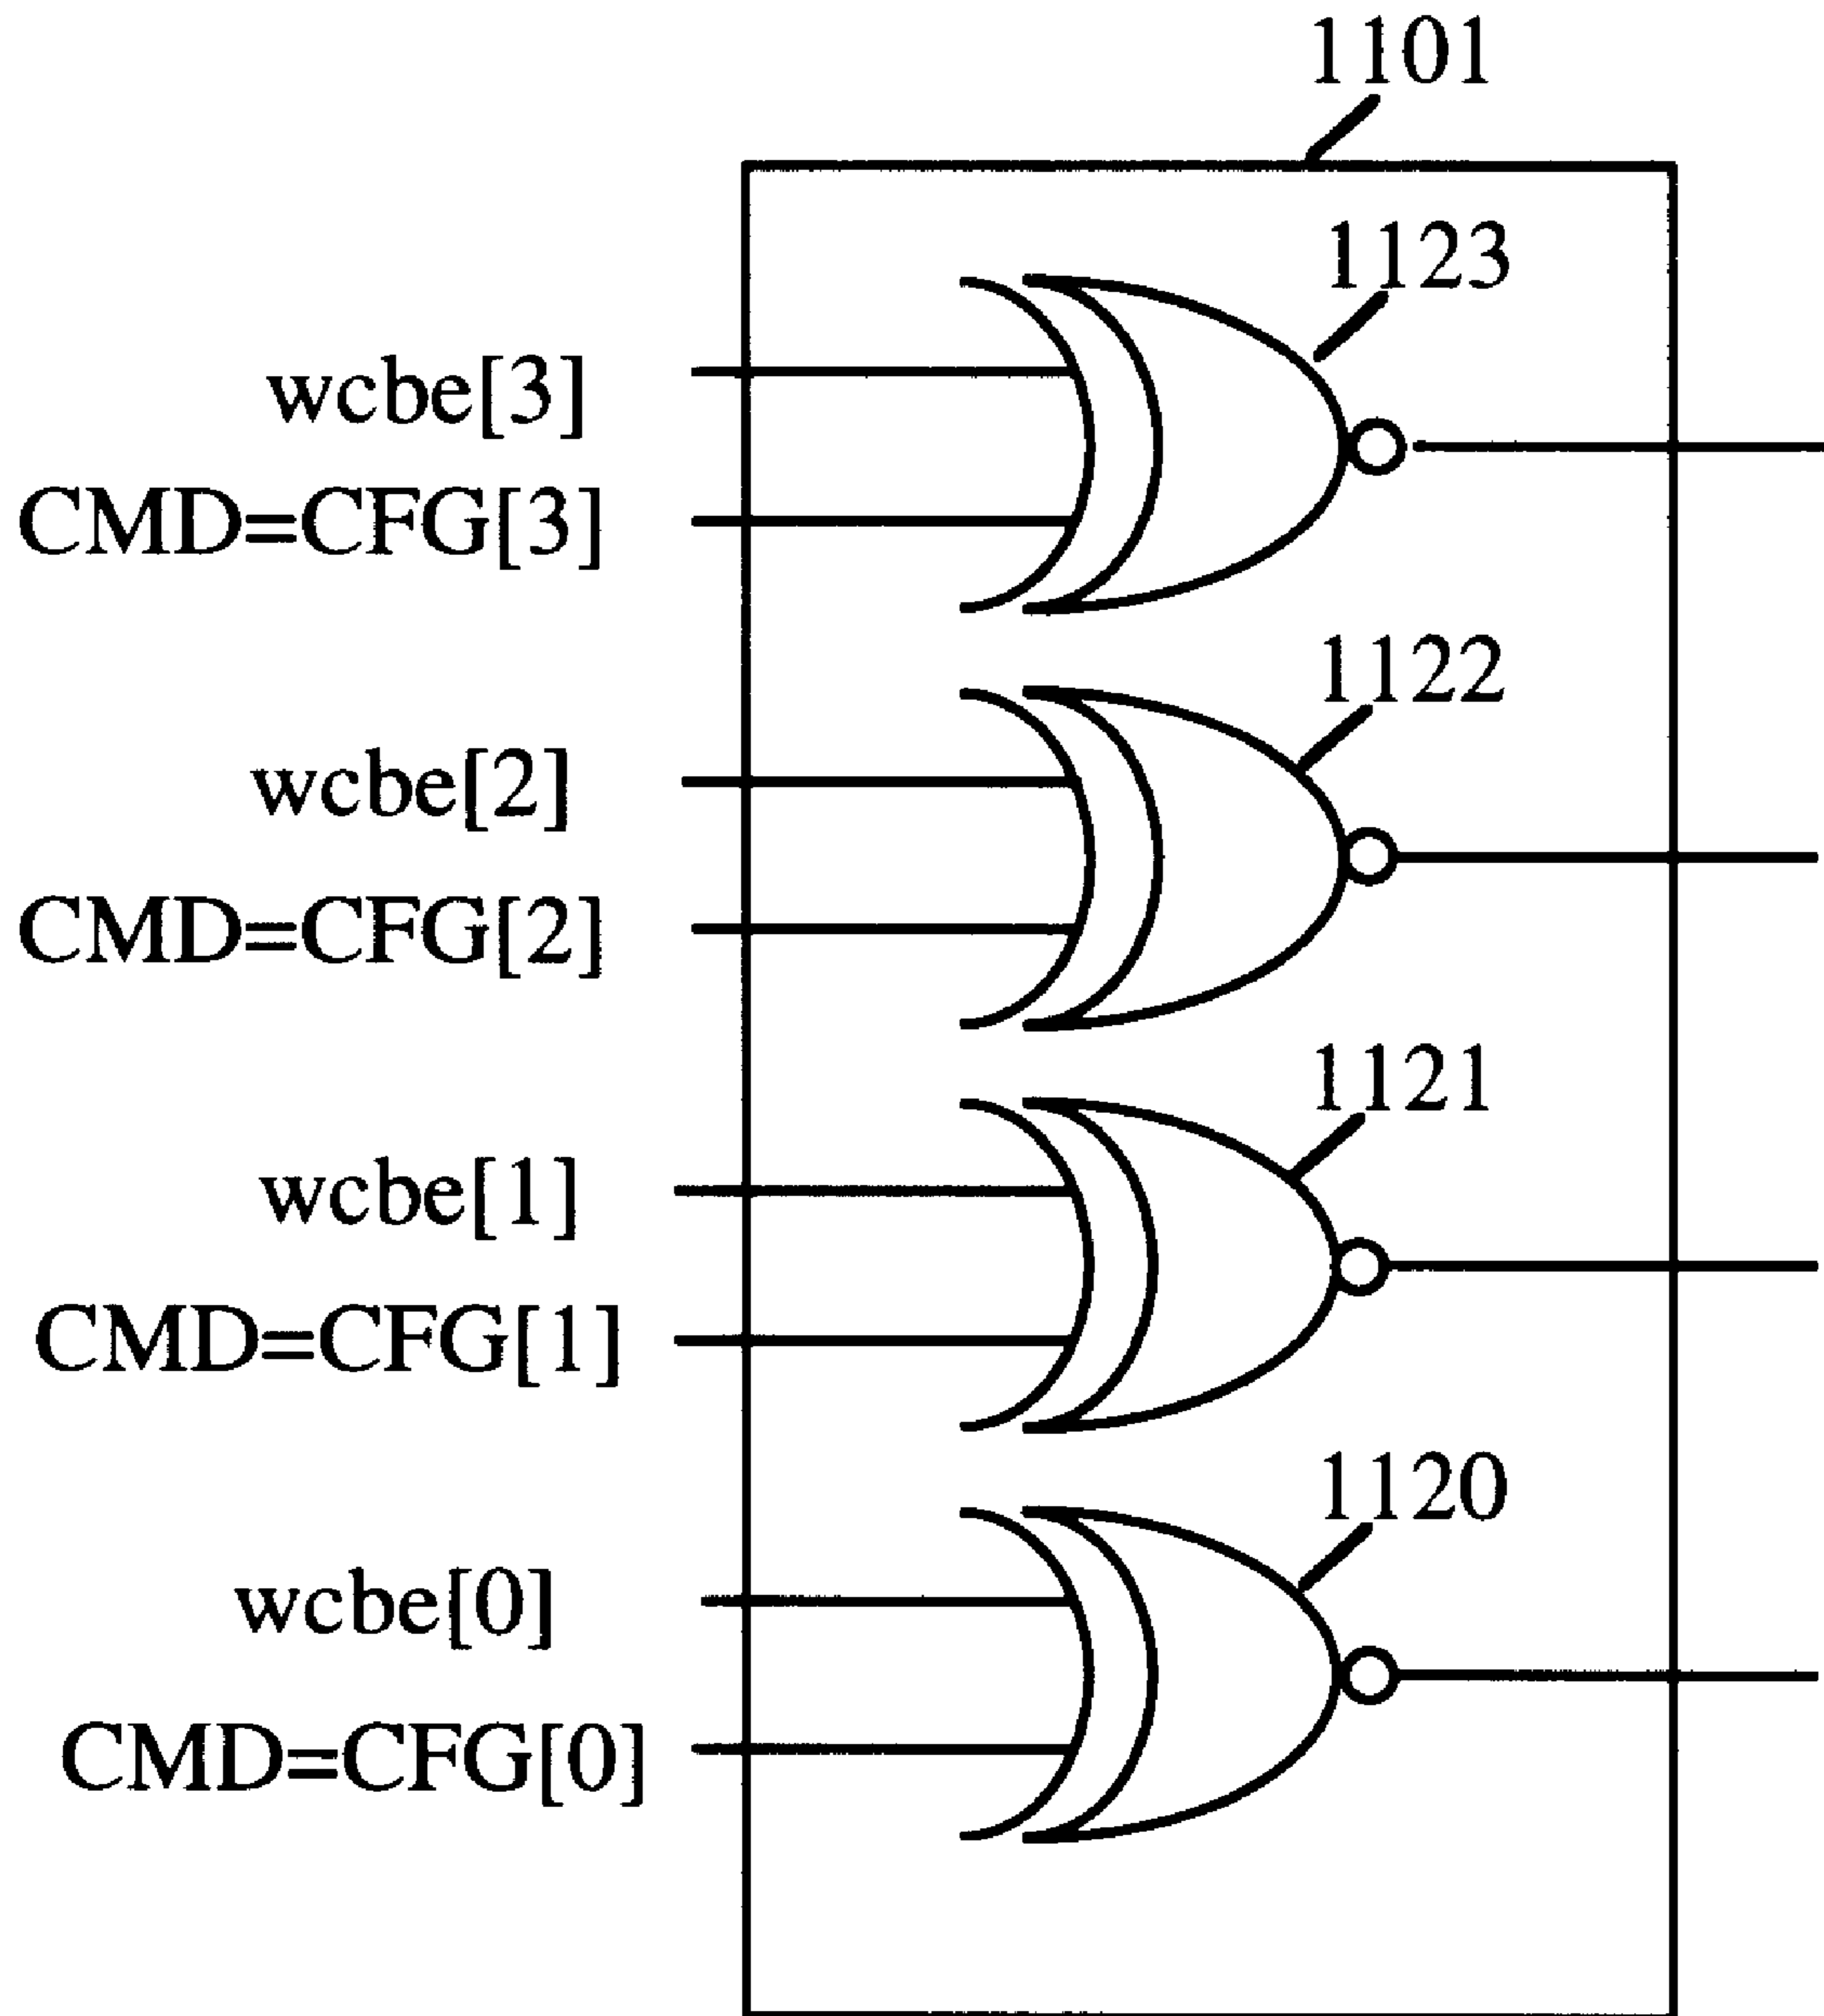 1101
1123
wcbe[3]
CMD=CFG[3]
1122
wcbe[2]
CMD=CFG[2]
1121
wcbe[1]
CMD=CFG[1]
1120
wcbe[0]
CMD=CFG[0]